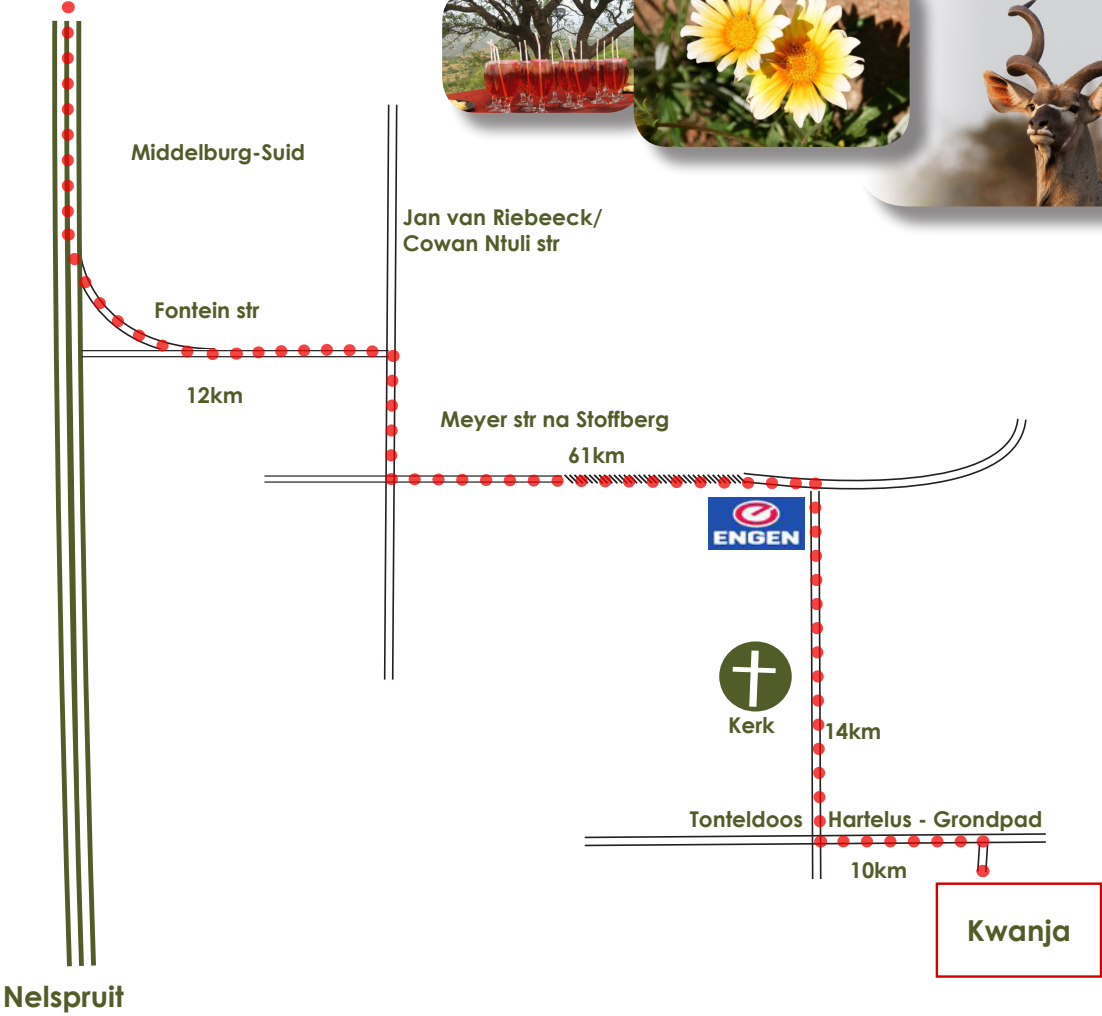 Middelburg-Suid
Jan van Riebeeck/
Cowan Ntuli str
Fontein str
12km
Meyer str na Stoffberg
61km
ENGEN
Kerk
14km
Tonteldoos
Hartelus - Grondpad
10km
Kwanja
Nelspruit